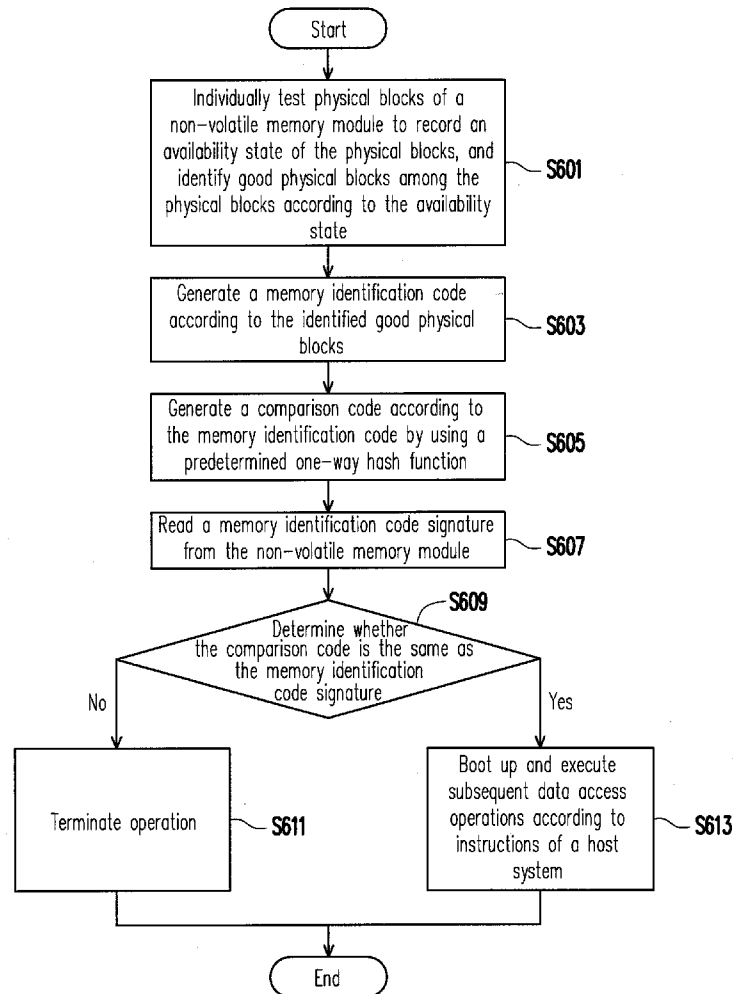 Start
Individually test physical blocks of a
non-volatile memory module to record an
availability state of the physical blocks, and
identify good physical blocks among the
physical blocks according to the availability
state
S601
Generate a memory identification code
according to the identified good physical
blocks
S603
Generate a comparison code according to
the memory identification code by using a
predetermined one-way hash function
S605
Read a memory identification code signature
from the non-volatile memory module
S607
S609
Determine whether
the comparison code is the same as
the memory identification
code signature
No
Yes
Terminate operation
S611
Boot up and execute
subsequent data access
operations according to
instructions of a host
system
S613
End